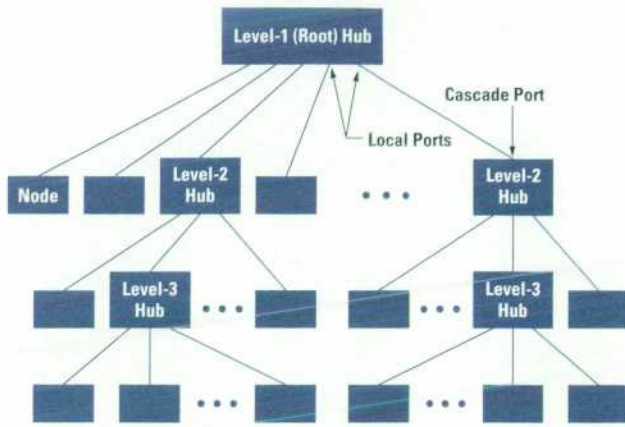 Level-1 (Root) Hub
Cascade Port
Local Ports
Node
Level-2
Hub
Level-2
Hub
Level-3
Hub
Level-3
Hub